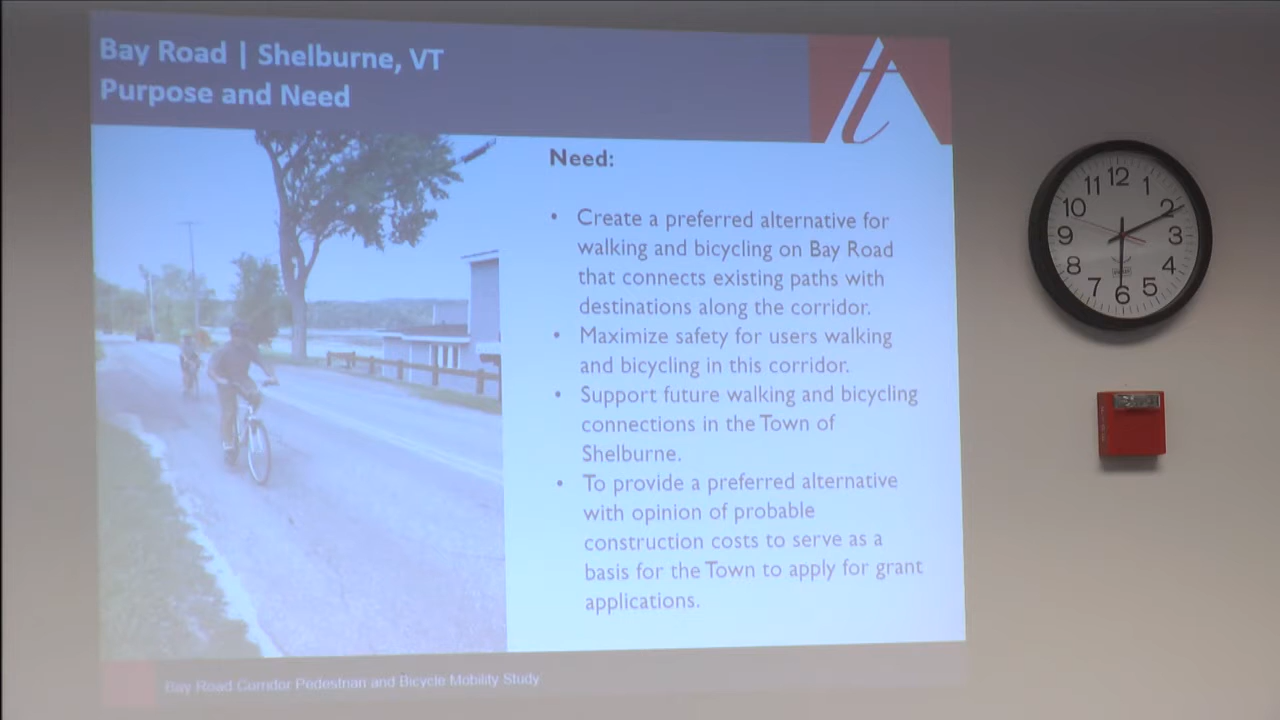 Bay Road | Shelburne, VT
Purpose and Need
t
Need:
• Create a preferred alternative for
walking and bicycling on Bay Road
that connects existing paths with
destinations along the corridor.
• Maximize safety for users walking
and bicycling in this corridor.
• Support future walking and bicycling
connections in the Town of
Shelburne.
• To provide a preferred alternative
with opinion of probable
construction costs to serve as a
basis for the Town to apply for grant
applications.
Bay Road Corridor Pedestrian and Bicycle Mobility Study
12
1
2
3
4
5
6
7
8
9
10
11